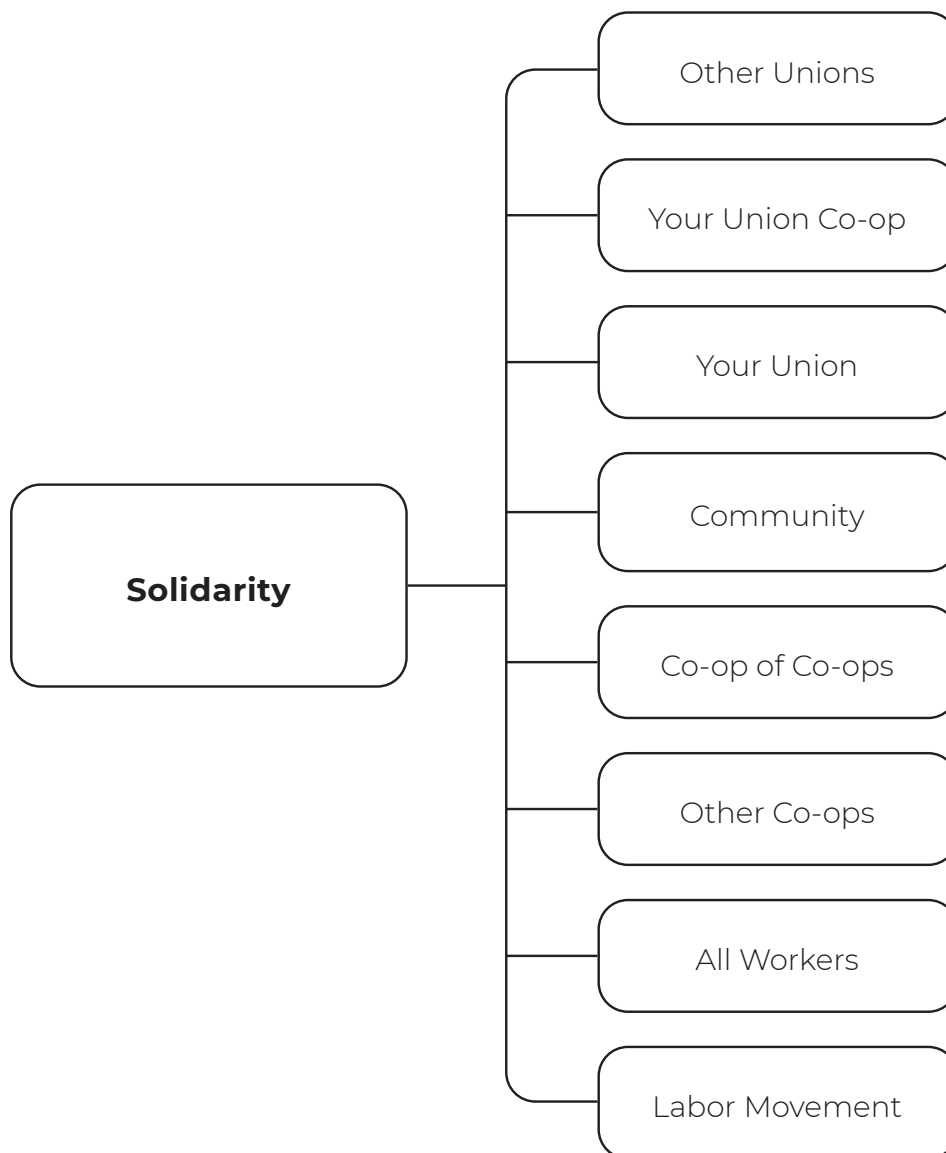 Other Unions
Your Union Co-op
Your Union
Community
Solidarity
Co-op of Co-ops
Other Co-ops
All Workers
Labor Movement